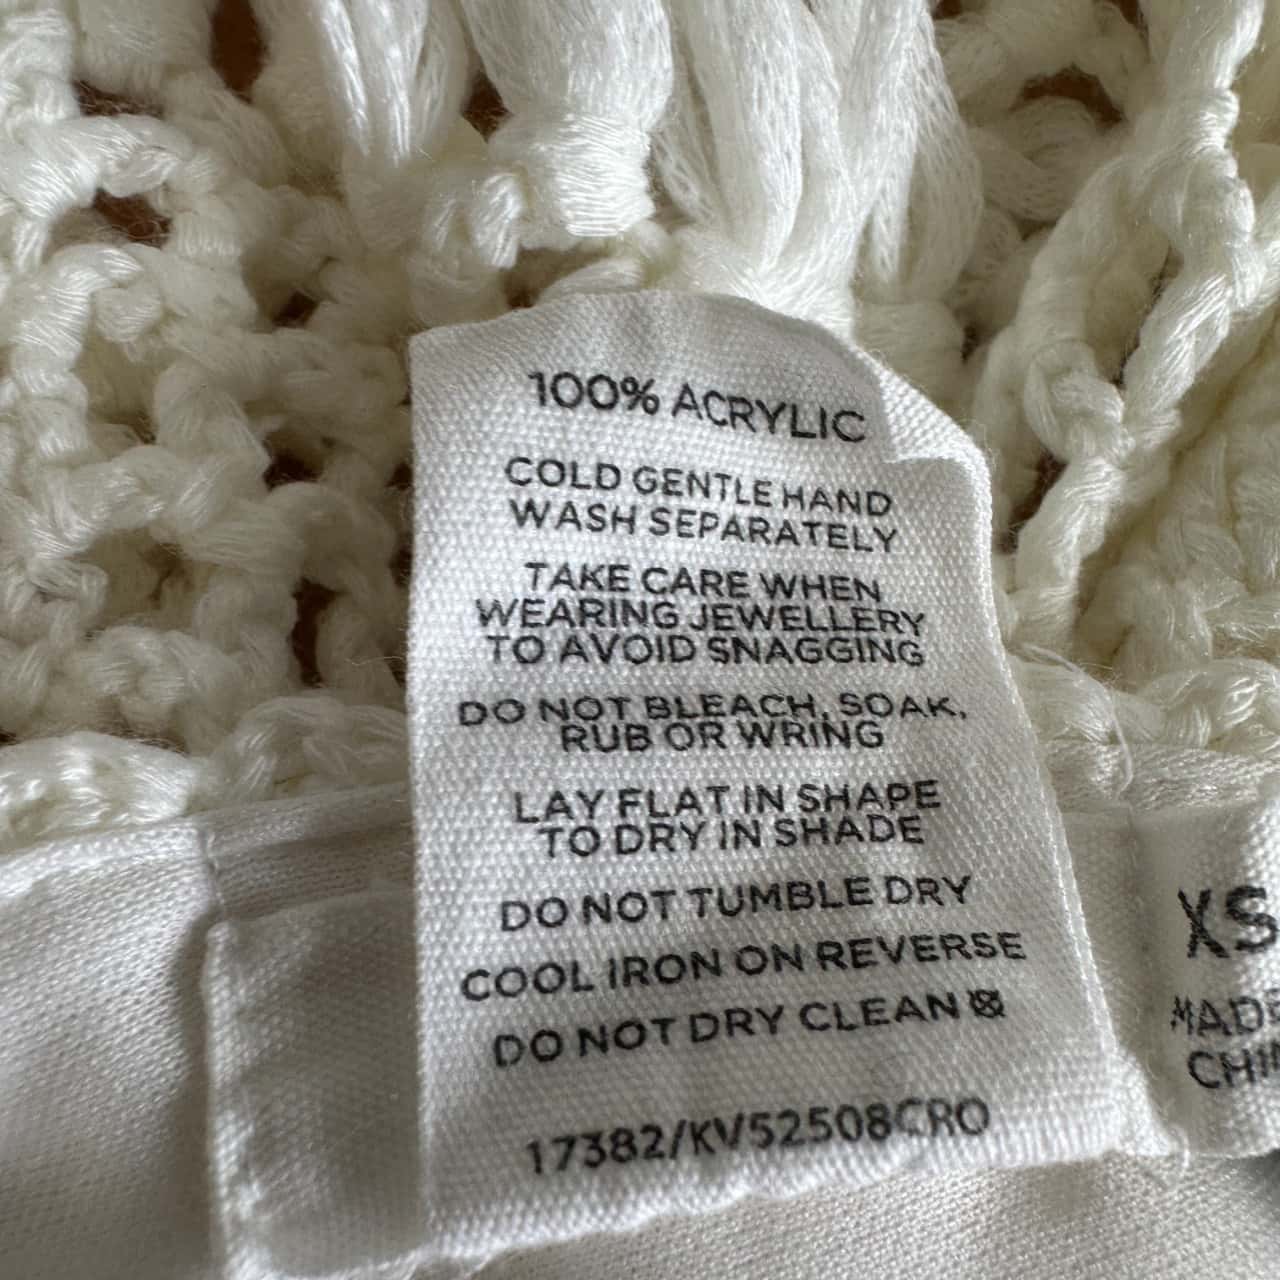 100% ACRYLIC
COLD GENTLE HAND
WASH SEPARATELY
TAKE CARE WHEN
WEARING JEWELLERY
TO AVOID SNAGGING
DO NOT BLEACH, SOAK,
RUB OR WRING
LAY FLAT IN SHAPE
TO DRY IN SHADE
DO NOT TUMBLE DRY
COOL IRON ON REVERSE
DO NOT DRY CLEAN
17382/KV52508CRO
XS
MADE
CHIN